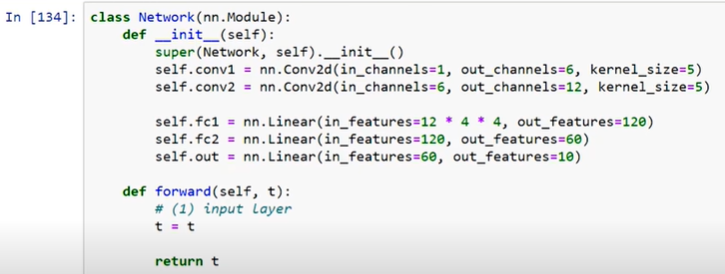 In [134]: class Network(nn.Module):
    def __init__(self):
        super(Network, self).__init__()
        self.conv1 = nn.Conv2d(in_channels=1, out_channels=6, kernel_size=5)
        self.conv2 = nn.Conv2d(in_channels=6, out_channels=12, kernel_size=5)

        self.fc1 = nn.Linear(in_features=12 * 4 * 4, out_features=120)
        self.fc2 = nn.Linear(in_features=120, out_features=60)
        self.out = nn.Linear(in_features=60, out_features=10)

    def forward(self, t):
        # (1) input layer
        t = t

        return t